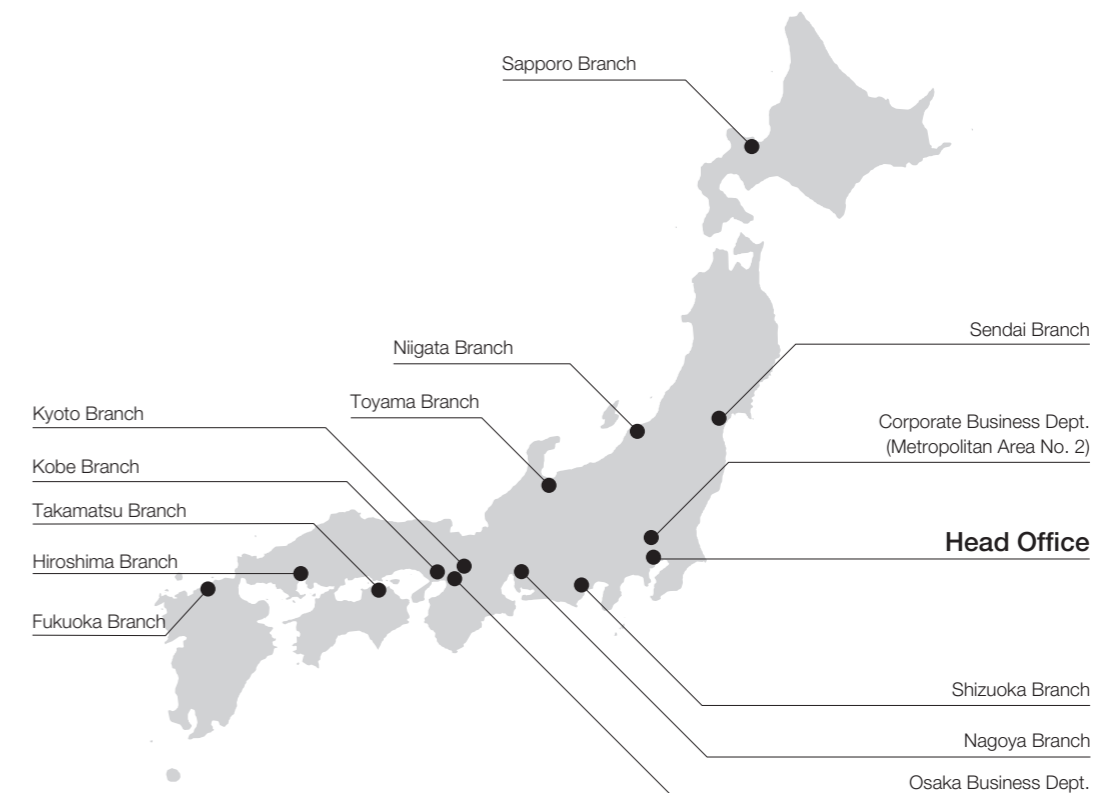 Sapporo Branch
Sendai Branch
Niigata Branch
Toyama Branch
Kyoto Branch
Corporate Business Dept.
(Metropolitan Area No. 2)
Kobe Branch
Takamatsu Branch
Head Office
Hiroshima Branch
Fukuoka Branch
Shizuoka Branch
Nagoya Branch
Osaka Business Dept.